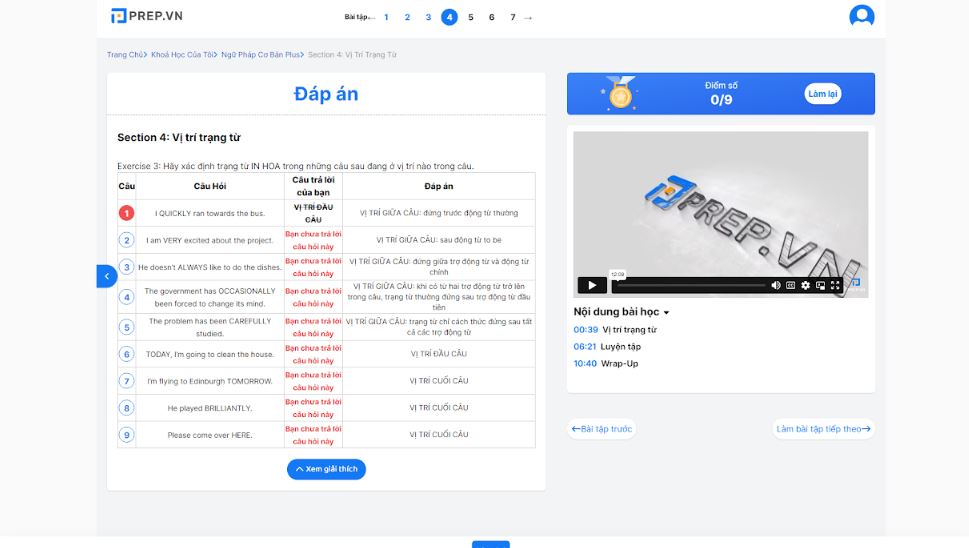 PREP.VN
Bài tập 1 2 3 4 5 6 7
Trang Chủ Khoá Học Của Tôi Ngữ Pháp Cơ Bản Plus Section 4: Vị Trí Trạng Từ
Đáp án
Section 4: Vị trí trạng từ
Exercise 3: Hãy xác định trạng từ IN HOA trong những câu sau đang ở vị trí nào trong câu.
Câu Câu Hỏi Câu trả lời của bạn Đáp án
1 I QUICKLY ran towards the bus. VỊ TRÍ ĐẦU CÂU VỊ TRÍ GIỮA CÂU: đứng trước động từ thường
2 I am VERY excited about the project. Bạn chưa trả lời câu hỏi này VỊ TRÍ GIỮA CÂU: sau động từ to be
3 He doesn't ALWAYS like to do the dishes. Bạn chưa trả lời câu hỏi này VỊ TRÍ GIỮA CÂU: đứng giữa trợ động từ và động từ chính
4 The government has OCCASIONALLY been forced to change its mind. Bạn chưa trả lời câu hỏi này VỊ TRÍ GIỮA CÂU: khi có từ hai trợ động từ trở lên trong câu, trạng từ thường đứng sau trợ động từ đầu tiên
5 The problem has been CAREFULLY studied. Bạn chưa trả lời câu hỏi này VỊ TRÍ GIỮA CÂU: trạng từ chỉ cách thức đứng sau tất cả các trợ động từ
6 TODAY, I'm going to clean the house. Bạn chưa trả lời câu hỏi này VỊ TRÍ ĐẦU CÂU
7 I'm flying to Edinburgh TOMORROW. Bạn chưa trả lời câu hỏi này VỊ TRÍ CUỐI CÂU
8 He played BRILLIANTLY. Bạn chưa trả lời câu hỏi này VỊ TRÍ CUỐI CÂU
9 Please come over HERE. Bạn chưa trả lời câu hỏi này VỊ TRÍ CUỐI CÂU
Xem giải thích
Điểm số
0/9
Làm lại
PREP.VN
12:09
Nội dung bài học
00:39 Vị trí trạng từ
06:21 Luyện tập
10:40 Wrap-Up
Bài tập trước
Làm bài tập tiếp theo